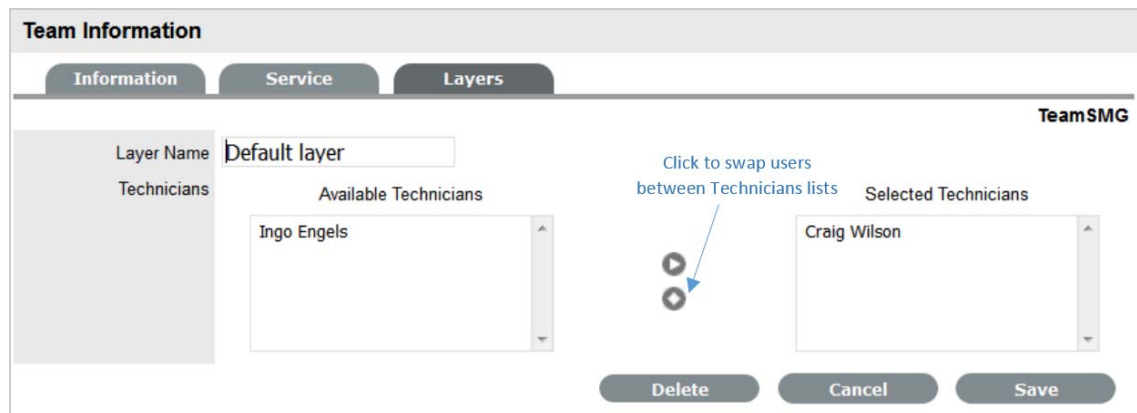 Team Information
Information Service Layers
TeamSMG
Layer Name Default layer
Click to swap users
between Technicians lists
Technicians
Available Technicians
Selected Technicians
Ingo Engels
Craig Wilson
Delete Cancel Save